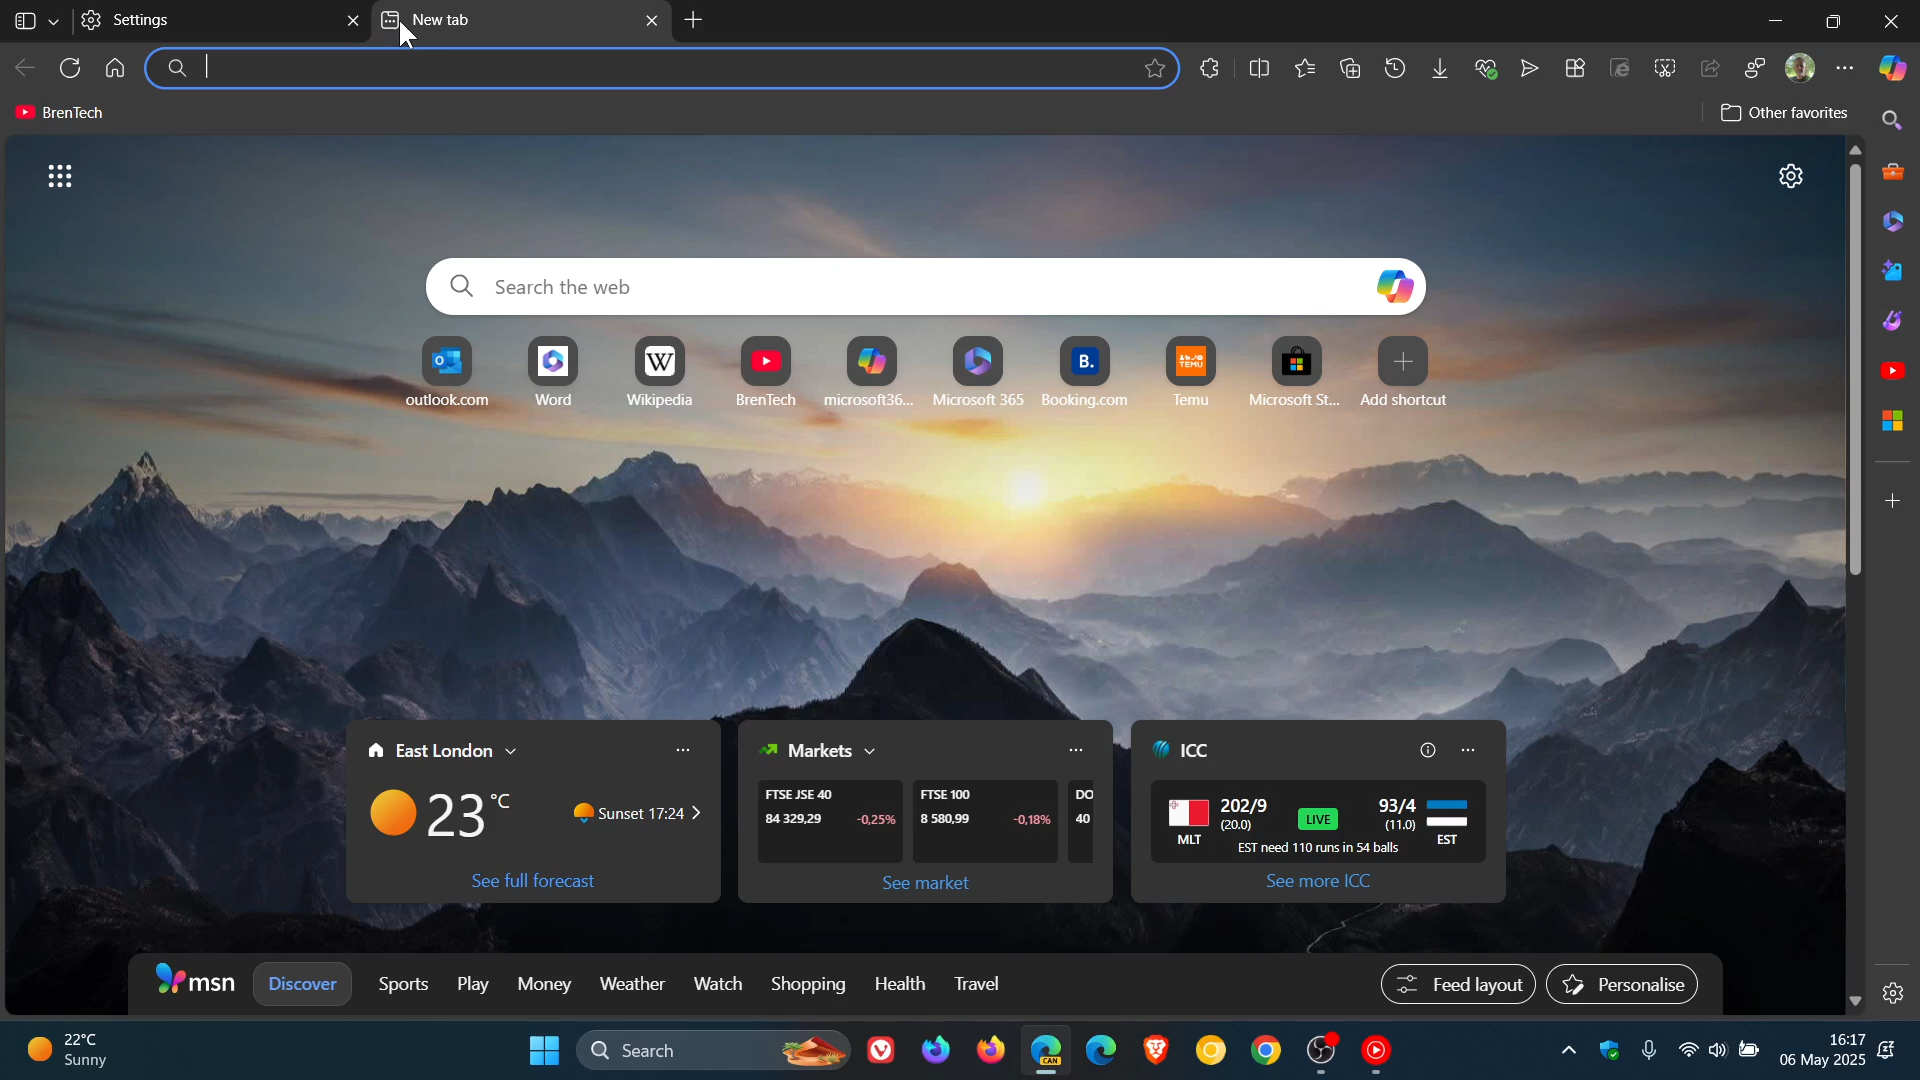 Settings
New tab
BrenTech
Other favorites
Search the web
outlook.com
Word
Wikipedia
BrenTech
microsoft36...
Microsoft 365
Booking.com
Temu
Microsoft St...
Add shortcut
East London
23°C
Sunset 17:24
See full forecast
Markets
FTSE JSE 40
84 329,29 -0,25%
FTSE 100
8 580,99 -0,18%
DO
40
See market
ICC
MLT
202/9
(20.0)
LIVE
93/4
(11.0)
EST
EST need 110 runs in 54 balls
See more ICC
msn
Discover
Sports
Play
Money
Weather
Watch
Shopping
Health
Travel
Feed layout
Personalise
22°C
Sunny
Search
CAN
16:17
06 May 2025